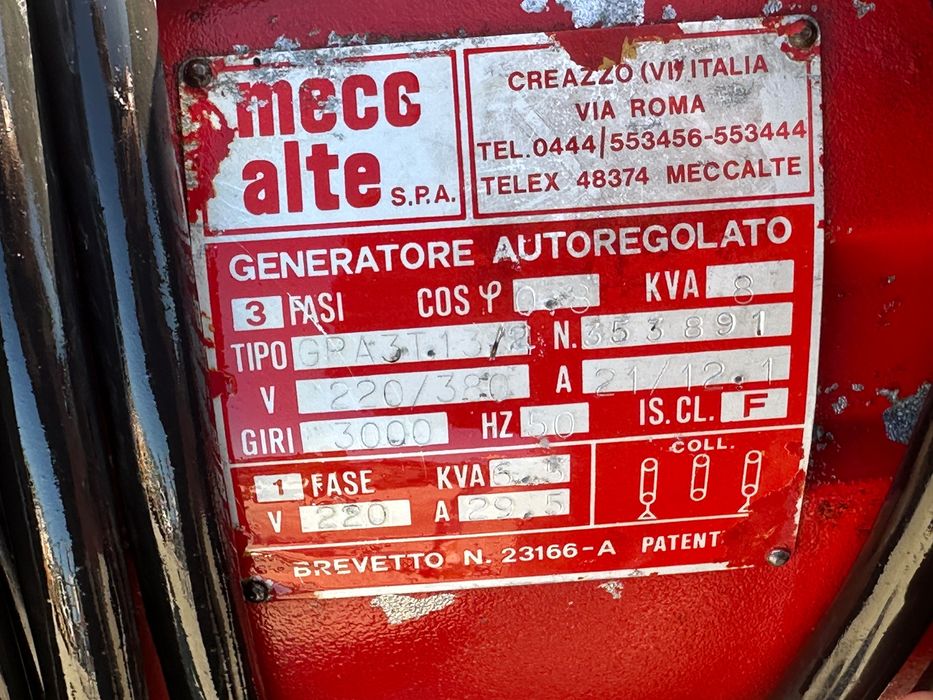 mecc
alte S.P.A.
CREAZZO (VI) ITALIA
VIA ROMA
TEL. 0444/553456-553444
TELEX 48374 MECCALTE
GENERATORE AUTOREGOLATO
3 FASI COS φ 0.8 KVA 8
TIPO GRA3T.13/2 N. 353891
V 220/380 A 21/12.1
GIRI 3000 HZ 50 IS.CL. F
1 FASE KVA 6.5
V 220 A 29.5
COLL.
BREVETTO N. 23166-A PATENT